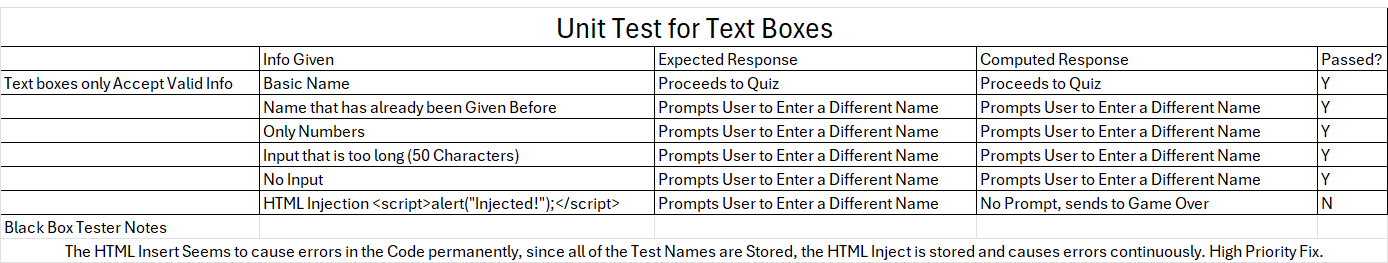 Unit Test for Text Boxes
Info Given Expected Response Computed Response Passed?
Text boxes only Accept Valid Info Basic Name Proceeds to Quiz Proceeds to Quiz Y
Name that has already been Given Before Prompts User to Enter a Different Name Prompts User to Enter a Different Name Y
Only Numbers Prompts User to Enter a Different Name Prompts User to Enter a Different Name Y
Input that is too long (50 Characters) Prompts User to Enter a Different Name Prompts User to Enter a Different Name Y
No Input Prompts User to Enter a Different Name Prompts User to Enter a Different Name Y
HTML Injection <script>alert("Injected!");</script> Prompts User to Enter a Different Name No Prompt, sends to Game Over N
Black Box Tester Notes
The HTML Insert Seems to cause errors in the Code permanently, since all of the Test Names are Stored, the HTML Inject is stored and causes errors continuously. High Priority Fix.